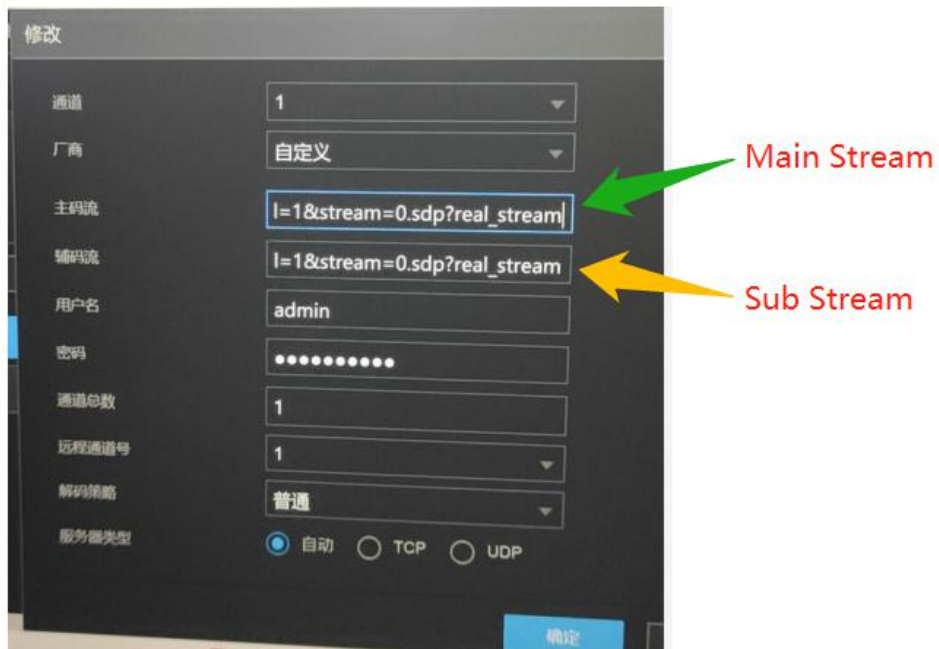 修改
通道 1
厂商 自定义
Main Stream
主码流 l=1&stream=0.sdp?real_stream
辅码流 l=1&stream=0.sdp?real_stream
Sub Stream
用户名 admin
密码 ●●●●●●●●●●
通道总数 1
远程通道号 1
解码策略 普通
服务器类型 自动 TCP UDP
确定